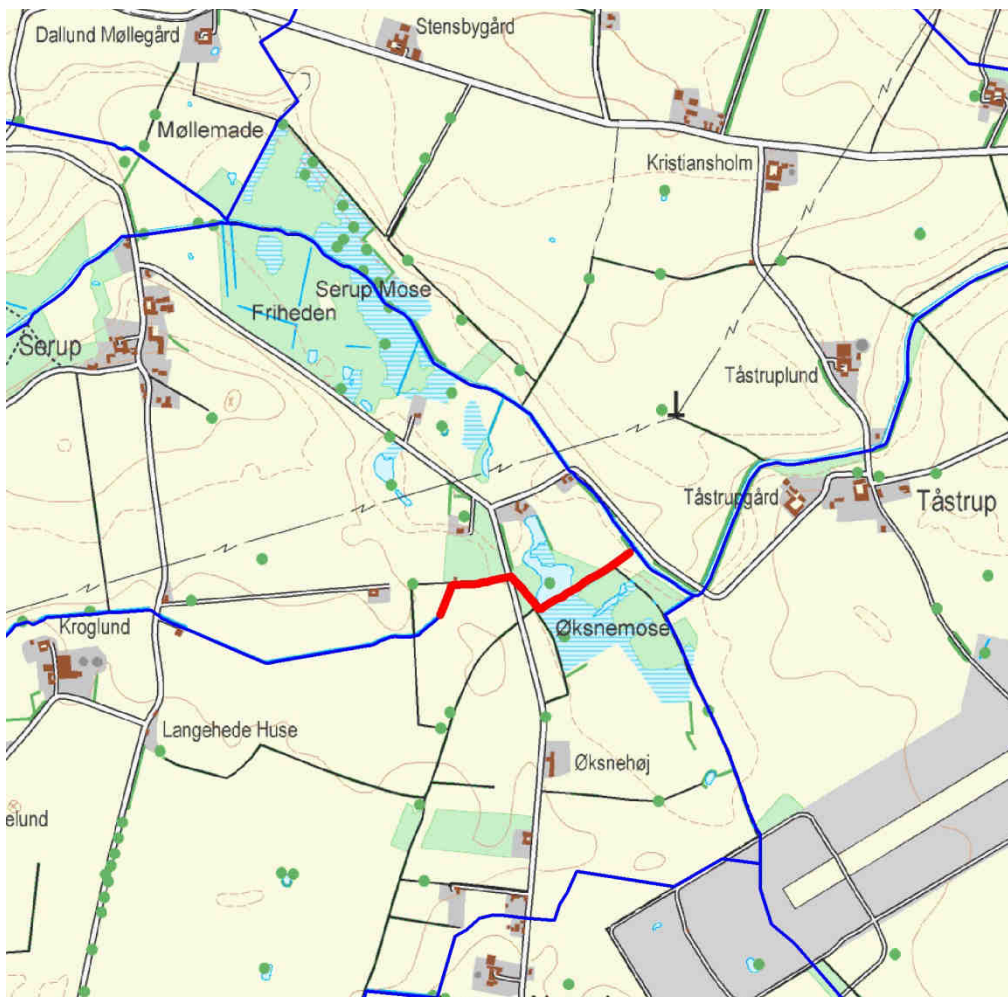 Dallund Møllegård
Stensbygård
Møllemade
Kristiansholm
Serup Mose
Friheden
Serup
Tåstruplund
Tåstrupgård
Tåstrup
Øksnemose
Kroglund
Langehede Huse
Øksnehøj
elund